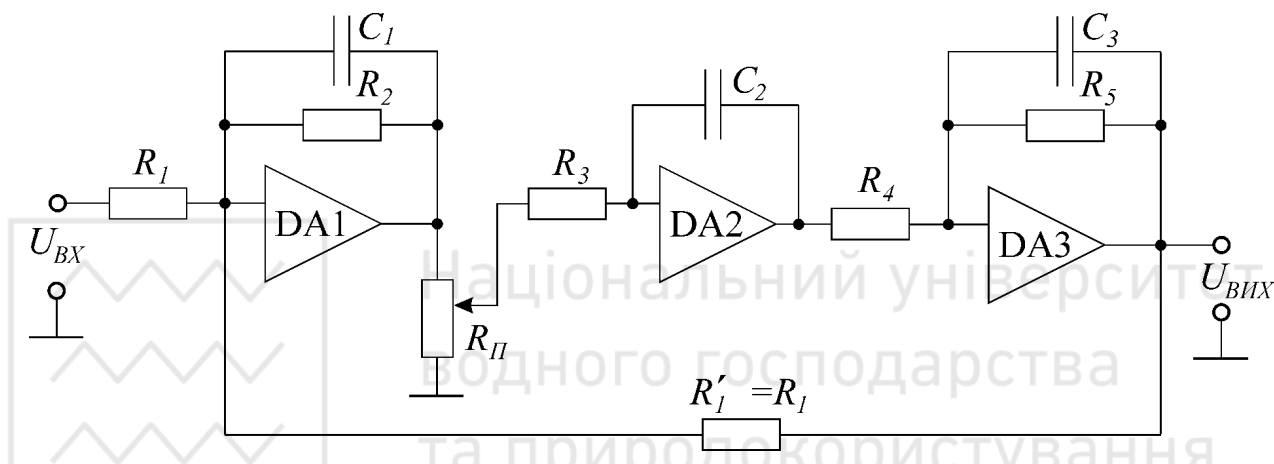 C1
C3
R2
C2
R5
R1
R3
R4
DA1
DA2
DA3
UВХ
Національний університет
UВИХ
RП
водного господарства
R′1 =R1
та природокористування